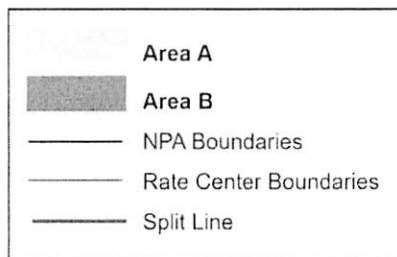 Area A
Area B
NPA Boundaries
Rate Center Boundaries
Split Line